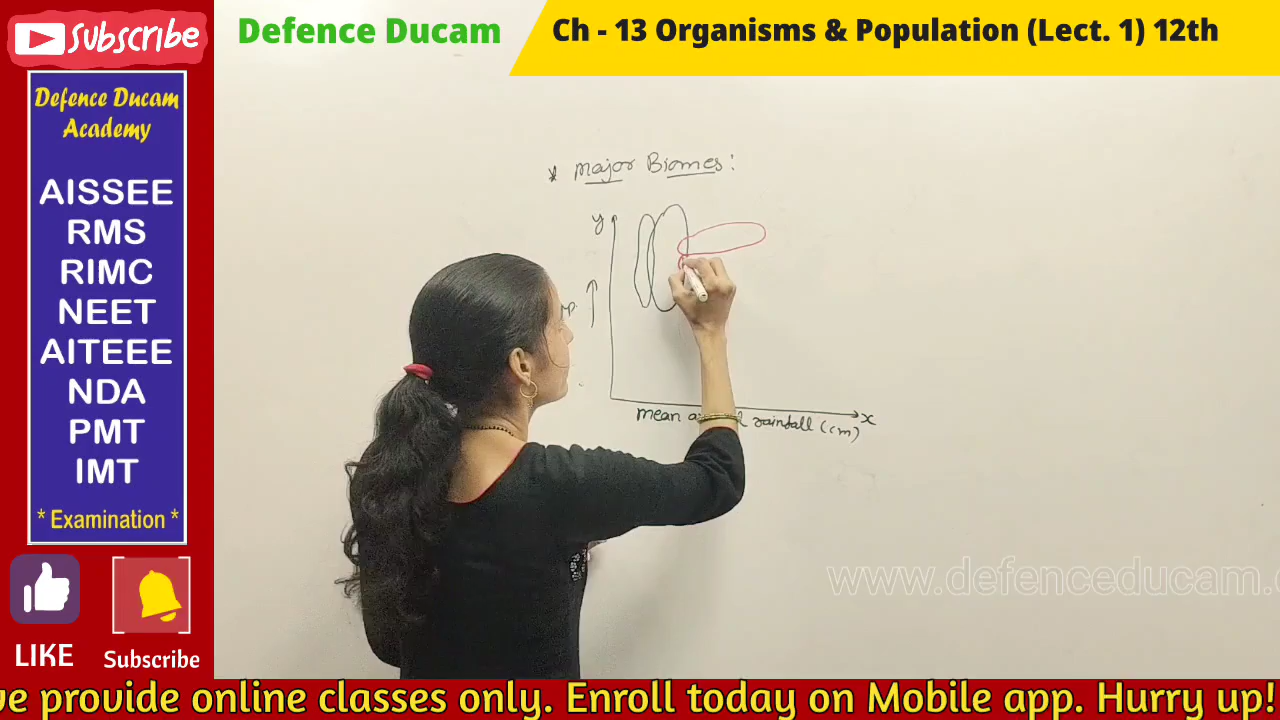 Subscribe
Defence Ducam
Ch - 13 Organisms & Population (Lect. 1) 12th
Defence Ducam
Academy
AISSEE
RMS
RIMC
NEET
AITEEE
NDA
PMT
IMT
* Examination *
LIKE
Subscribe
* Major Biomes:
y
mean rainfall (cm)
x
www.defenceducam.
provide online classes only. Enroll today on Mobile app. Hurry up!